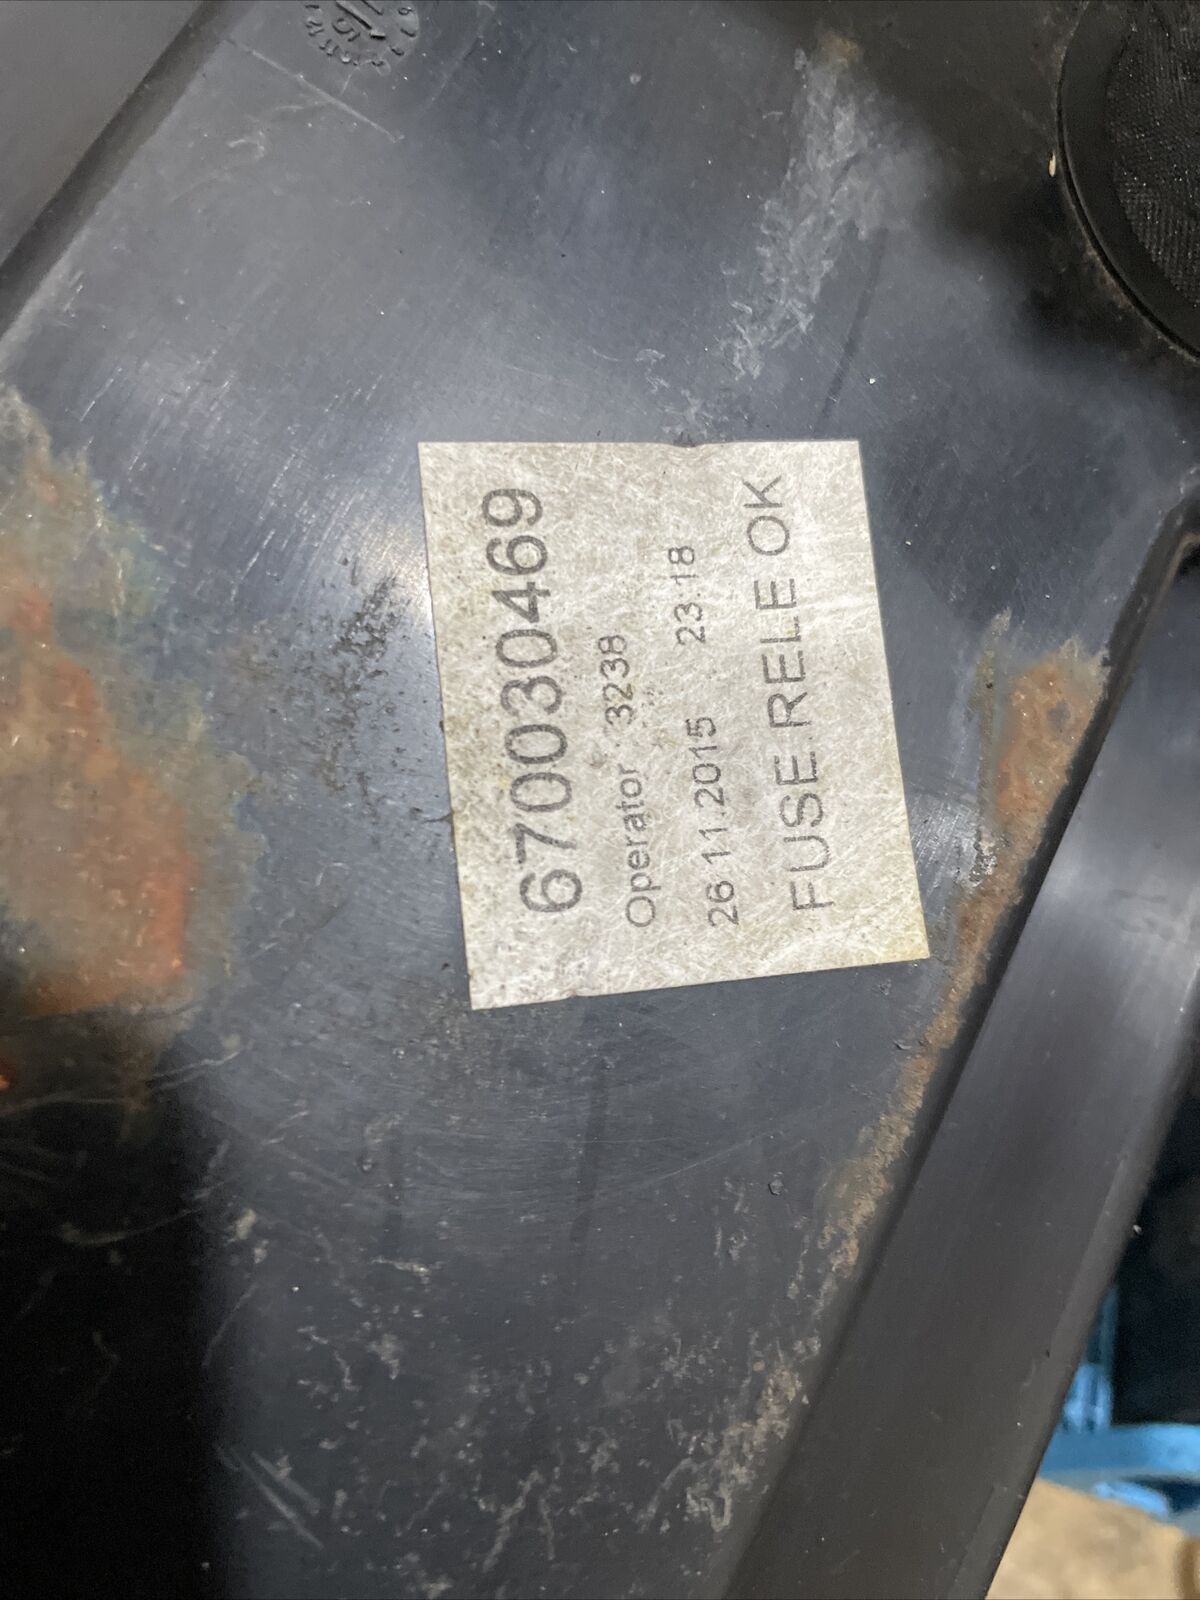 670030469
Operator 3238
26.11.2015 23:18
FUSE RELE OK